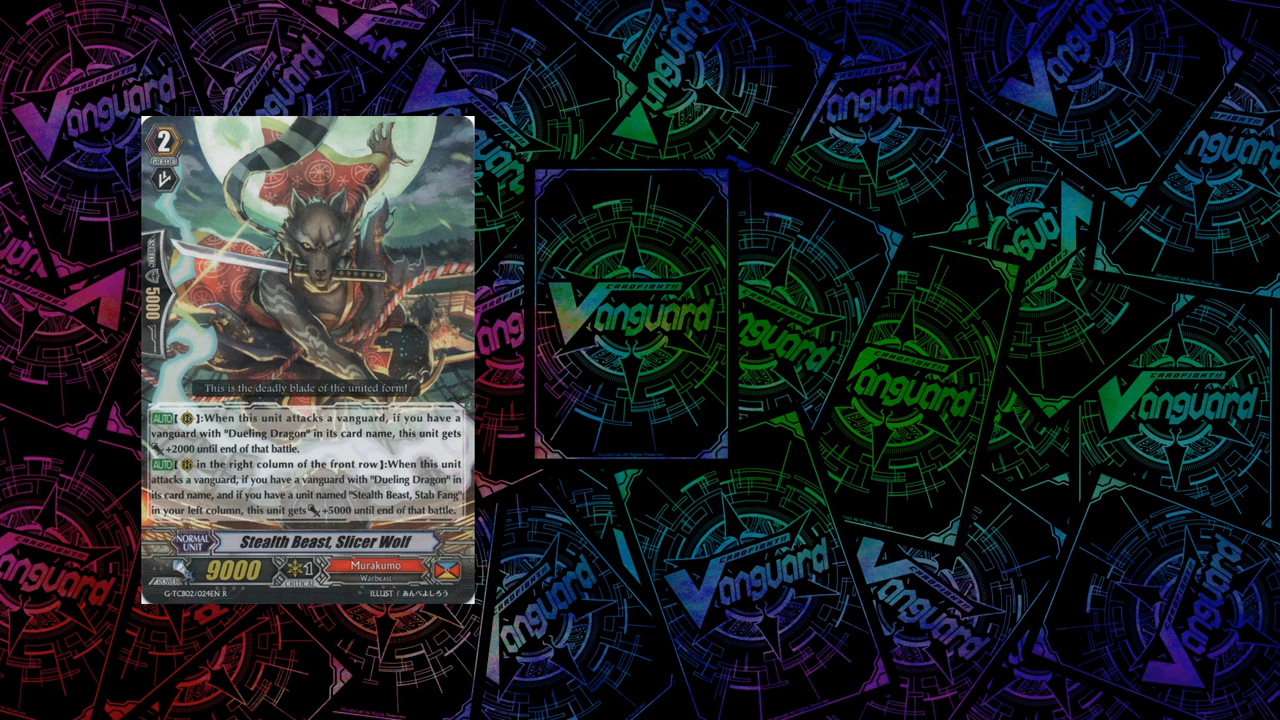 2
GRADE
SHIELD
5000
This is the deadly blade of the united form!
AUTO [ ]:When this unit attacks a vanguard, if you have a
vanguard with "Dueling Dragon" in its card name, this unit gets
+2000 until end of that battle.
AUTO [ in the right column of the front row]:When this unit
attacks a vanguard, if you have a vanguard with "Dueling Dragon" in
its card name, and if you have a unit named "Stealth Beast, Stab Fang"
in your left column, this unit gets +5000 until end of that battle.
NORMAL
UNIT
Stealth Beast, Slicer Wolf
POWER
9000
1
CRITICAL
Murakumo
Warbeast
G-TCB02/024EN R
ILLUST / あんべよしろう
CARDFIGHT!!
Vanguard
CARDFIGHT!!
Vanguard
Vanguard
Vanguard
CARDFIGHT!!
Vanguard
CARDFIGHT!!
Vanguard
Vanguard
Vanguard